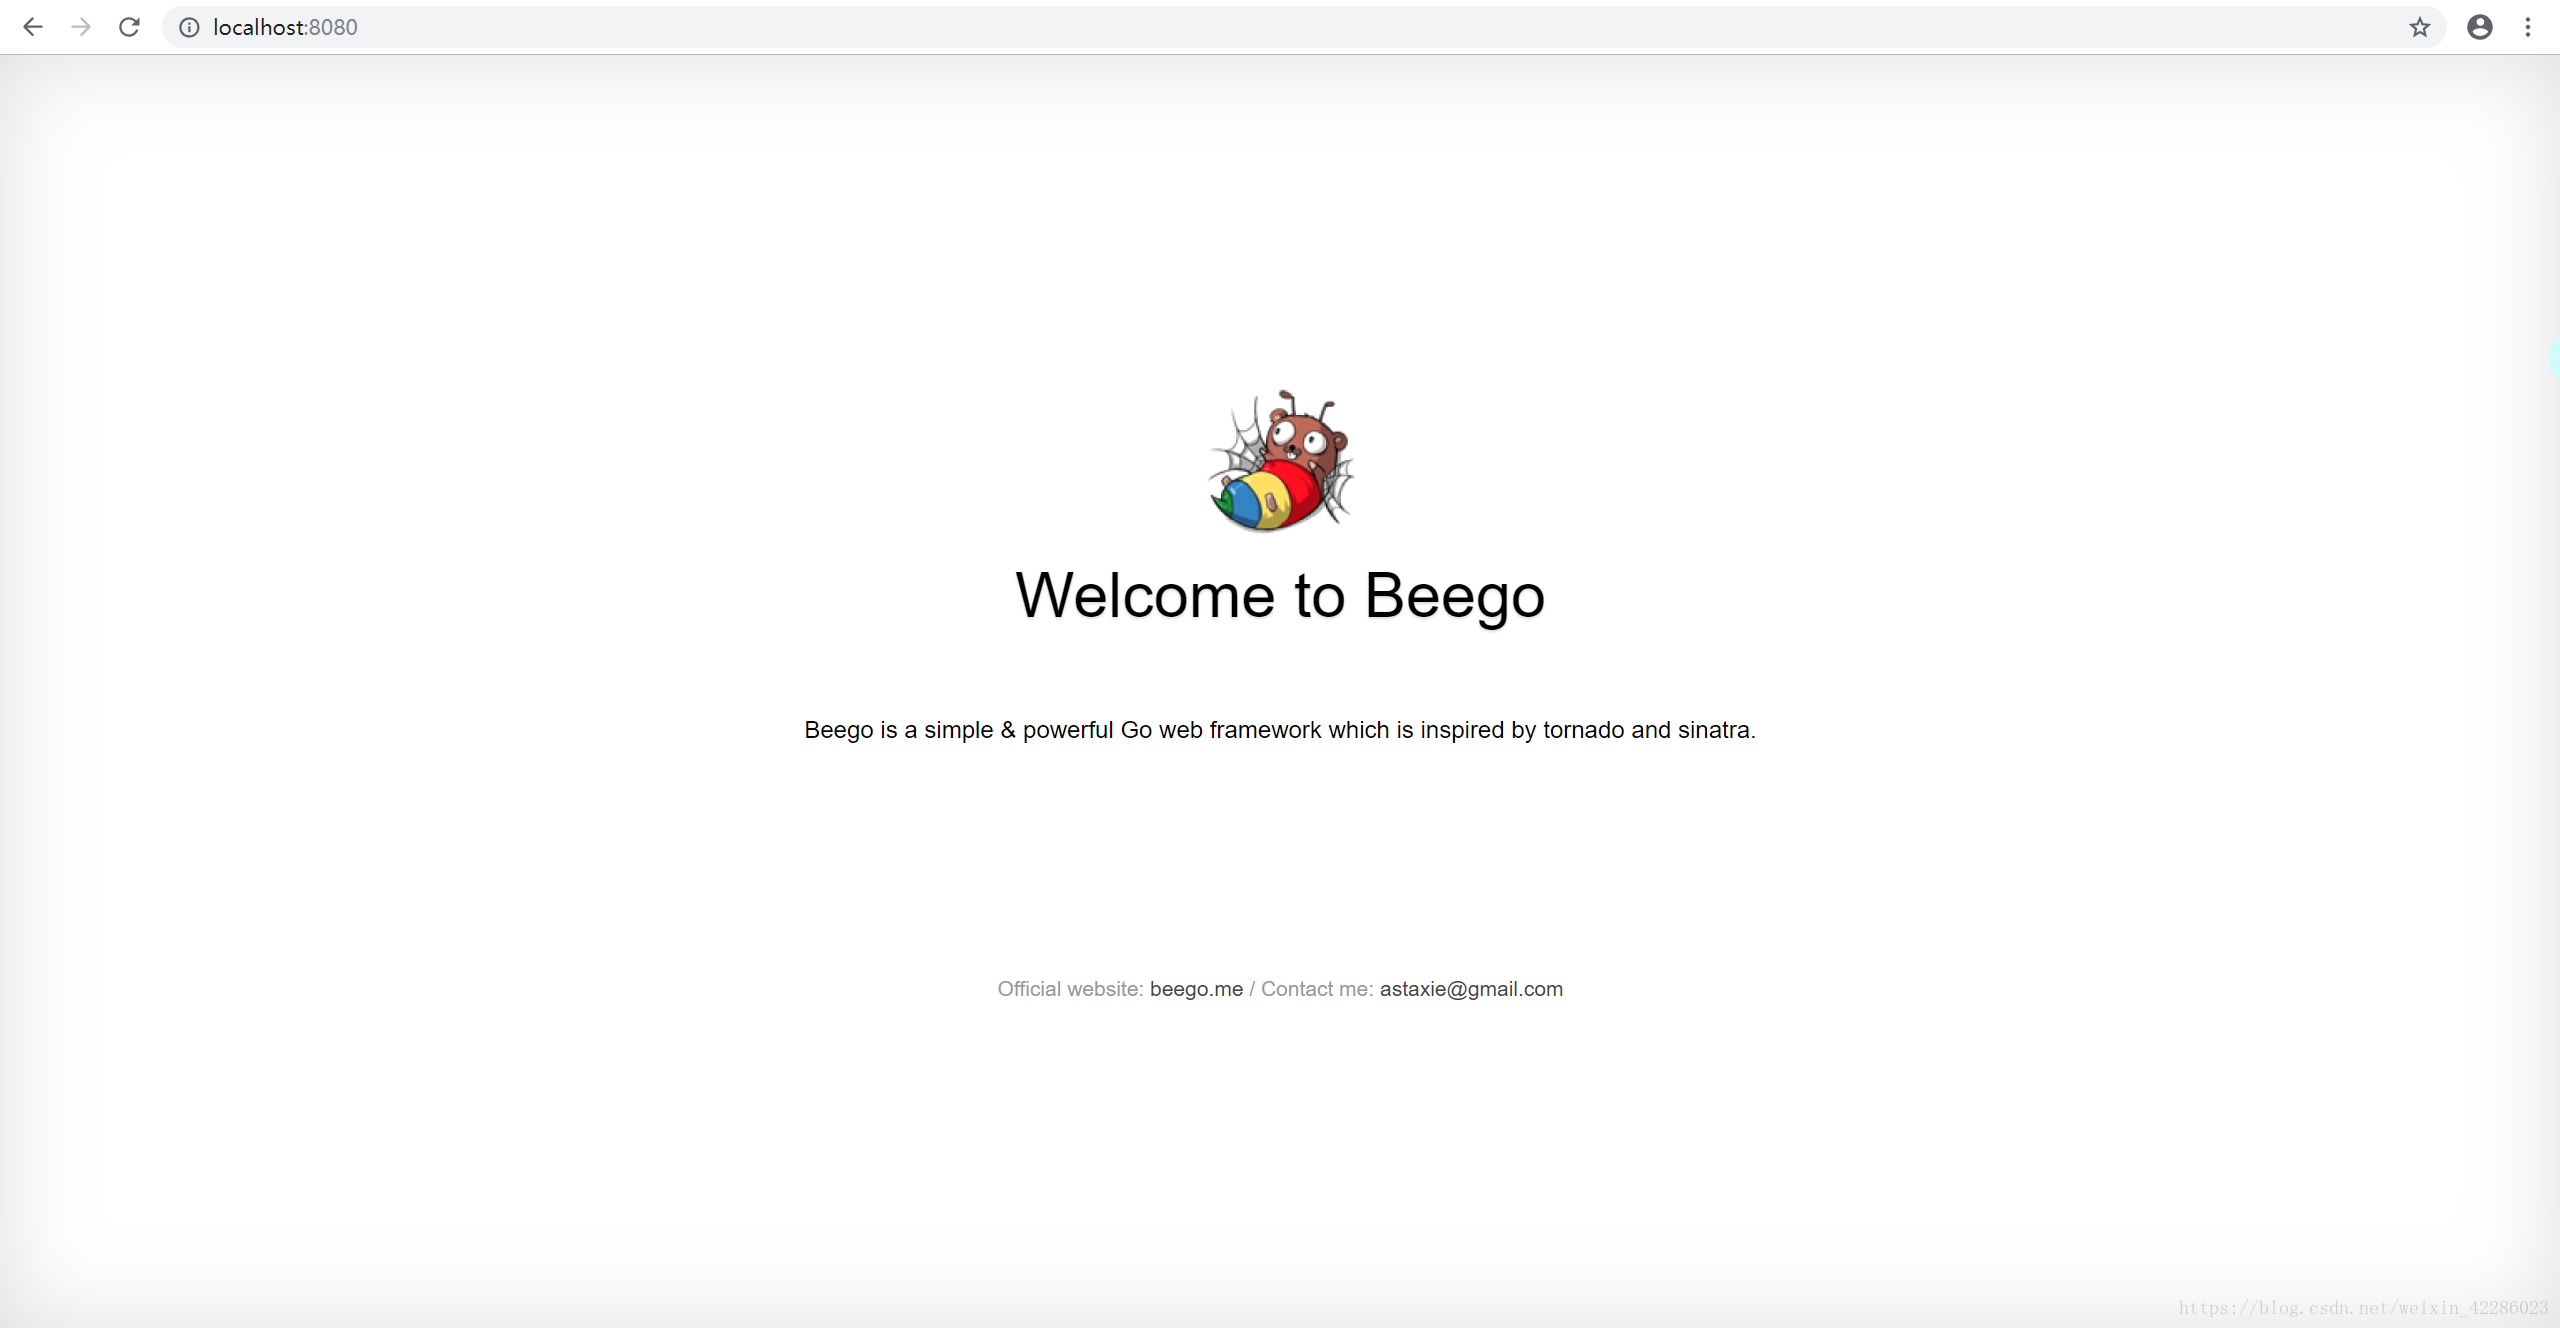 localhost:8080
Welcome to Beego
Beego is a simple & powerful Go web framework which is inspired by tornado and sinatra.
Official website: beego.me / Contact me: astaxie@gmail.com
https://blog.csdn.net/weixin_42286023